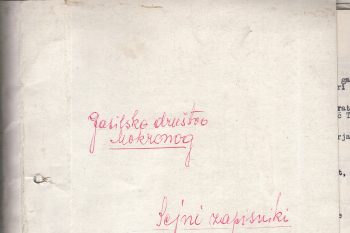 Gasilsko društvo
Mokronog
Sejni zapisniki